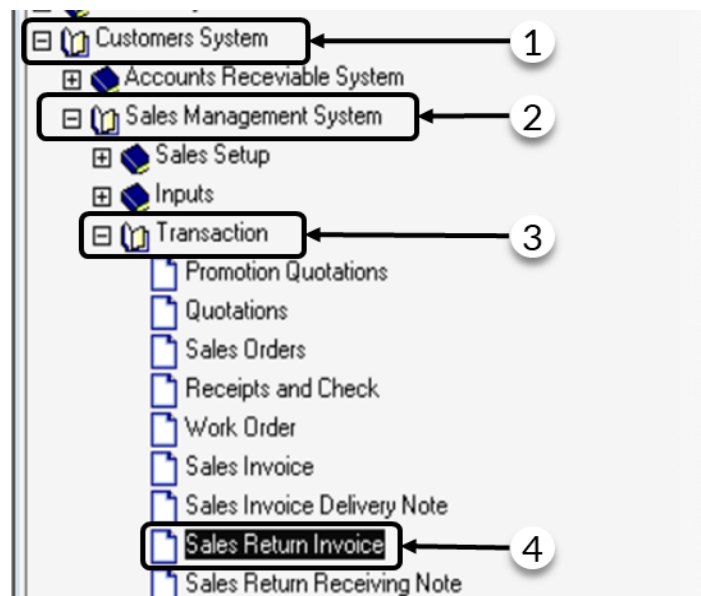 Customers System 1
Accounts Receviable System
Sales Management System 2
Sales Setup
Inputs
Transaction 3
Promotion Quotations
Quotations
Sales Orders
Receipts and Check
Work Order
Sales Invoice
Sales Invoice Delivery Note
Sales Return Invoice 4
Sales Return Receiving Note